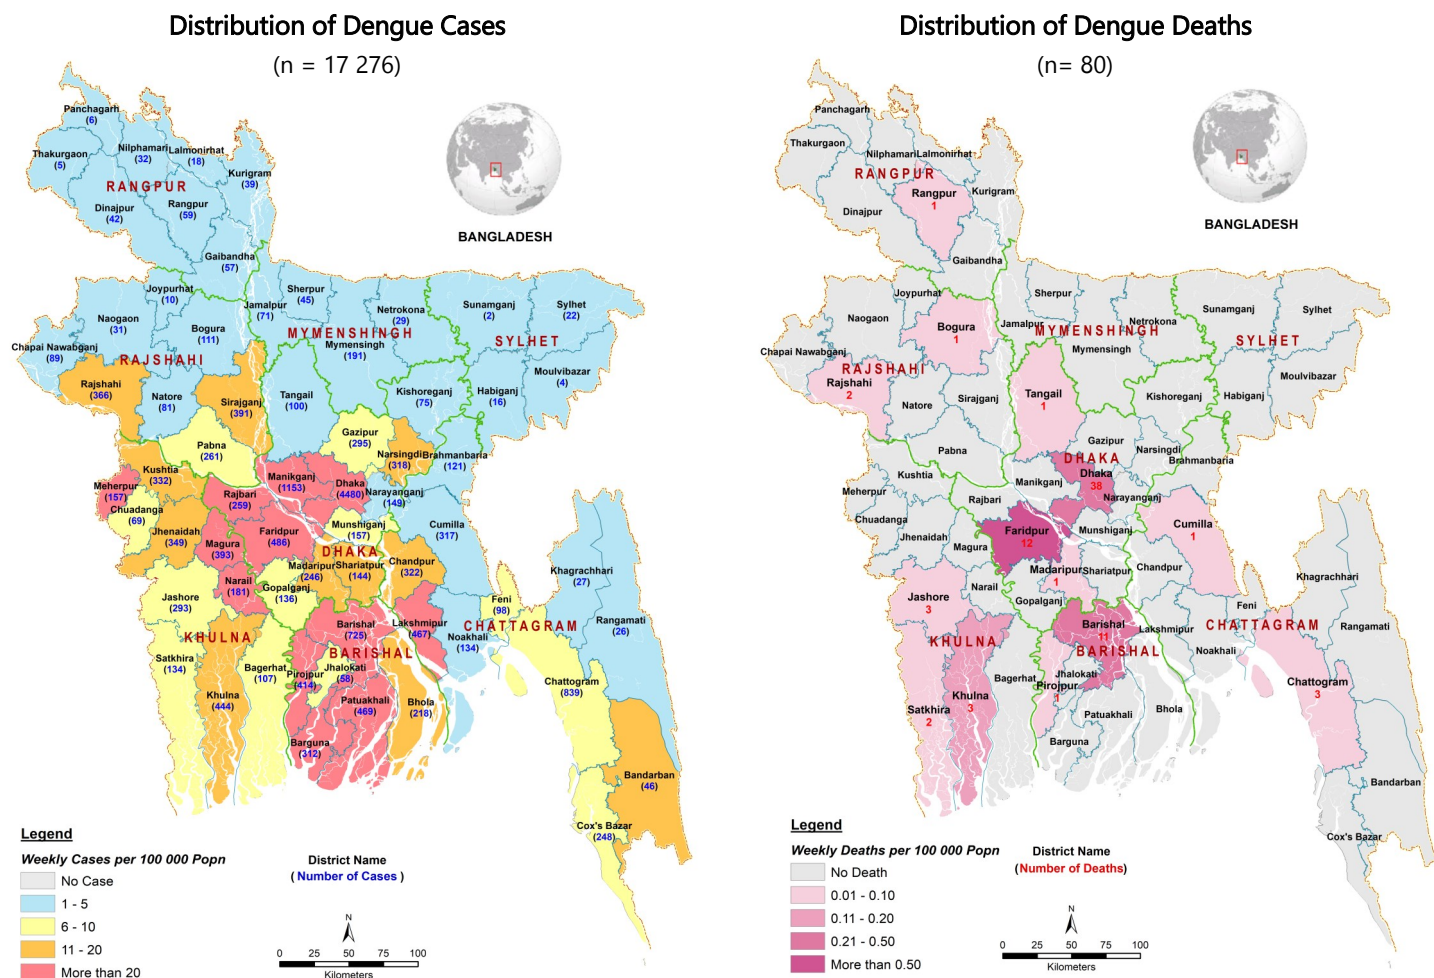 Distribution of Dengue Cases
(n = 17 276)
Panchagarh
(6)
Thakurgaon
(5)
Nilphamari
(32)
Lalmonirhat
(18)
Kurigram
(39)
RANGPUR
Dinajpur
(42)
Rangpur
(59)
Gaibandha
(57)
BANGLADESH
Joypurhat
(10)
Naogaon
(31)
Bogura
(111)
Chapai Nawabganj
(89)
RAJSHAHI
Rajshahi
(366)
Natore
(81)
Sirajganj
(391)
Pabna
(261)
Jamalpur
(71)
Sherpur
(45)
Netrokona
(29)
MYMENSHINGH
Mymensingh
(191)
Sunamganj
(2)
Sylhet
(22)
SYLHET
Moulvibazar
(4)
Habiganj
(16)
Tangail
(100)
Kishoreganj
(75)
Gazipur
(295)
Narsingdi
(318)
Brahmanbaria
(121)
Manikganj
(1153)
Dhaka
(4480)
Narayanganj
(149)
Munshiganj
(157)
DHAKA
Kushtia
(332)
Meherpur
(157)
Chuadanga
(69)
Jhenaidah
(349)
Rajbari
(259)
Faridpur
(486)
Magura
(393)
Narail
(181)
Madaripur
(246)
Shariatpur
(144)
Gopalganj
(136)
Chandpur
(322)
Cumilla
(317)
Jashore
(293)
KHULNA
Satkhira
(134)
Khulna
(444)
Bagerhat
(107)
Barishal
(725)
BARISHAL
Pirojpur
(414)
Jhalokati
(58)
Patuakhali
(469)
Barguna
(312)
Bhola
(218)
Lakshmipur
(467)
Noakhali
(134)
Feni
(98)
CHATTAGRAM
Khagrachhari
(27)
Rangamati
(26)
Chattogram
(839)
Bandarban
(46)
Cox's Bazar
(248)
Legend
Weekly Cases per 100 000 Popn
No Case
1 - 5
6 - 10
11 - 20
More than 20
District Name
( Number of Cases )
N
0 25 50 75 100
Kilometers
Distribution of Dengue Deaths
(n= 80)
Panchagarh
Thakurgaon
Nilphamari
Lalmonirhat
RANGPUR
Rangpur
1
Kurigram
Dinajpur
Gaibandha
BANGLADESH
Joypurhat
Naogaon
Bogura
1
Chapai Nawabganj
RAJSHAHI
Rajshahi
2
Natore
Sirajganj
Pabna
Sherpur
Jamalpur
MYMENSHINGH
Netrokona
Mymensingh
Sunamganj
Sylhet
SYLHET
Moulvibazar
Habiganj
Tangail
1
Kishoreganj
Gazipur
Narsingdi
Brahmanbaria
DHAKA
Dhaka
38
Manikganj
Narayanganj
Munshiganj
Kushtia
Meherpur
Chuadanga
Jhenaidah
Rajbari
Magura
Faridpur
12
Madaripur
1
Shariatpur
Chandpur
Cumilla
1
Narail
Gopalganj
Jashore
3
KHULNA
Satkhira
2
Khulna
3
Bagerhat
Barishal
11
BARISHAL
Jhalokati
Pirojpur
1
Patuakhali
Barguna
Bhola
Lakshmipur
Noakhali
Feni
CHATTAGRAM
Khagrachhari
Rangamati
Chattogram
3
Bandarban
Cox's Bazar
Legend
Weekly Deaths per 100 000 Popn
No Death
0.01 - 0.10
0.11 - 0.20
0.21 - 0.50
More than 0.50
District Name
(Number of Deaths)
N
0 25 50 75 100
Kilometers